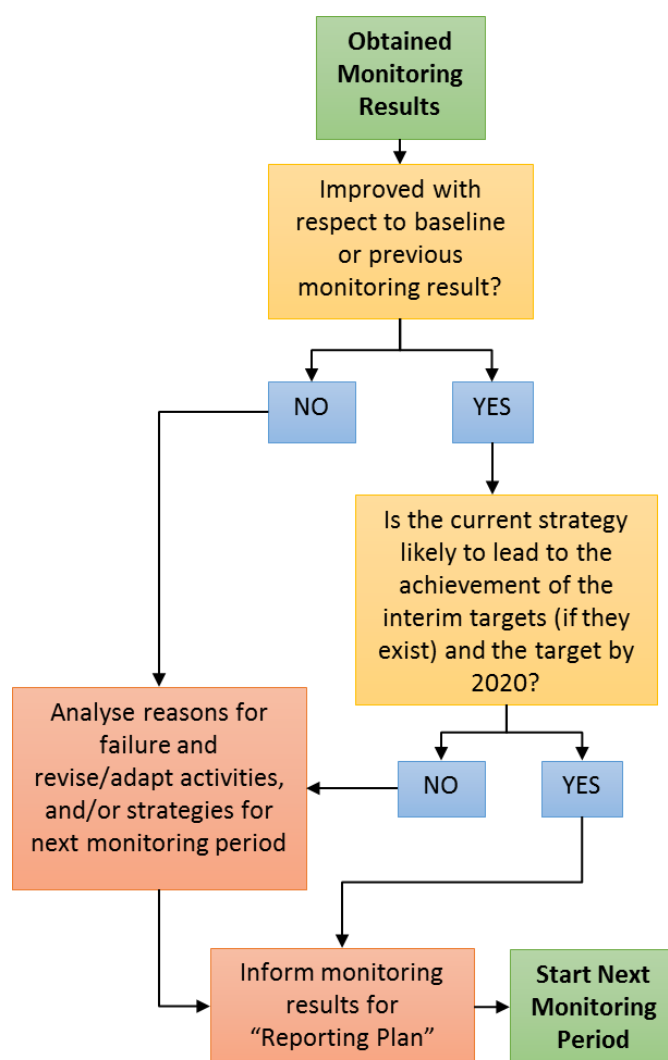 Obtained
Monitoring
Results
Improved with
respect to baseline
or previous
monitoring result?
NO
YES
Is the current strategy
likely to lead to the
achievement of the
interim targets (if they
exist) and the target by
2020?
Analyse reasons for
failure and
revise/adapt activities,
and/or strategies for
next monitoring period
NO
YES
Inform monitoring
results for
“Reporting Plan”
Start Next
Monitoring
Period